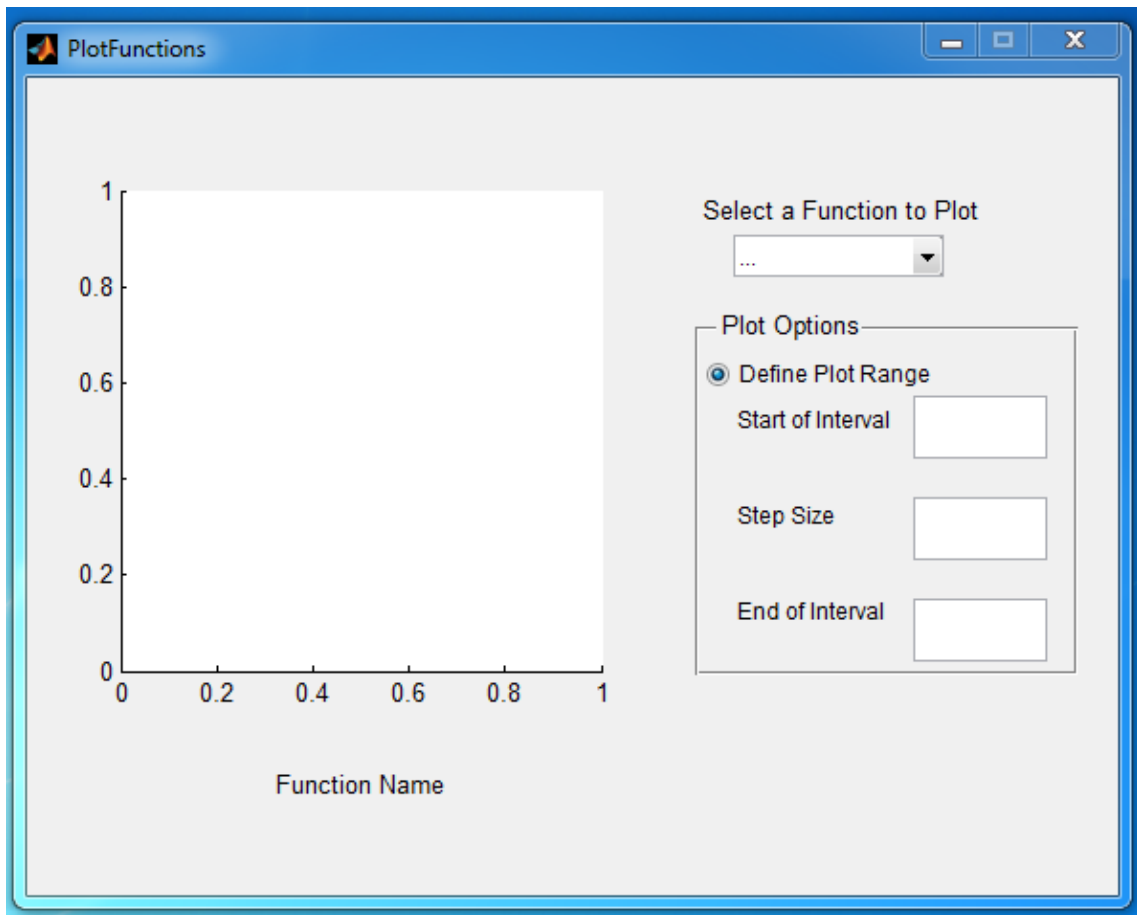 PlotFunctions
1
0.8
0.6
0.4
0.2
0
0 0.2 0.4 0.6 0.8 1
Function Name
Select a Function to Plot
...
Plot Options
Define Plot Range
Start of Interval
Step Size
End of Interval